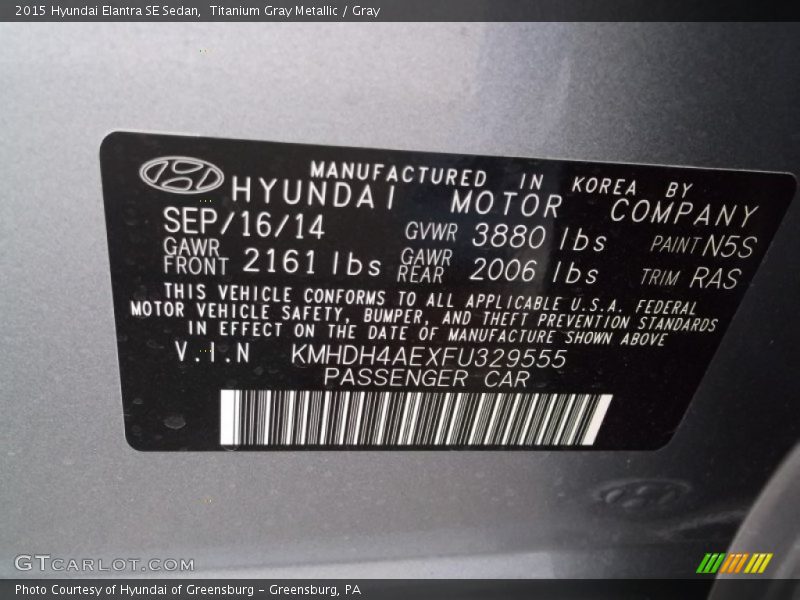 2015 Hyundai Elantra SE Sedan,  Titanium Gray Metallic / Gray
MANUFACTURED IN KOREA BY
HYUNDAI MOTOR COMPANY
SEP/16/14 GVWR 3880 lbs PAINT N5S
GAWR FRONT 2161 lbs GAWR REAR 2006 lbs TRIM RAS
THIS VEHICLE CONFORMS TO ALL APPLICABLE U.S.A. FEDERAL
MOTOR VEHICLE SAFETY, BUMPER, AND THEFT PREVENTION STANDARDS
IN EFFECT ON THE DATE OF MANUFACTURE SHOWN ABOVE
V.I.N KMHDH4AEXFU329555
PASSENGER CAR
GTCARLOT.COM
Photo Courtesy of Hyundai of Greensburg – Greensburg, PA